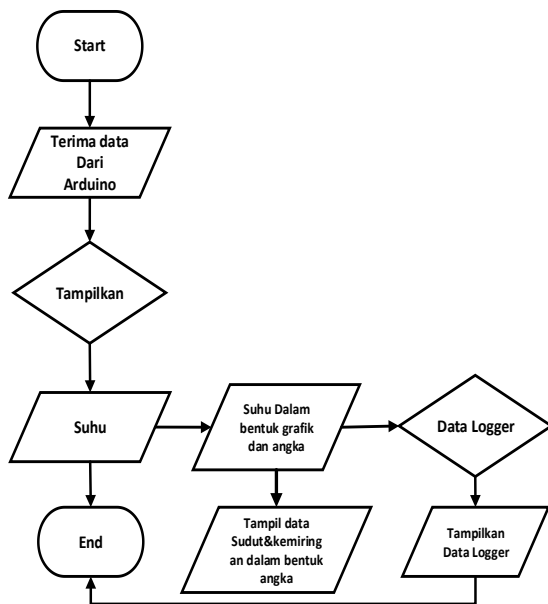 Start
Terima data
Dari
Arduino
Tampilkan
Suhu
Suhu Dalam
bentuk grafik
dan angka
Data Logger
End
Tampil data
Sudut&kemiring
an dalam bentuk
angka
Tampilkan
Data Logger